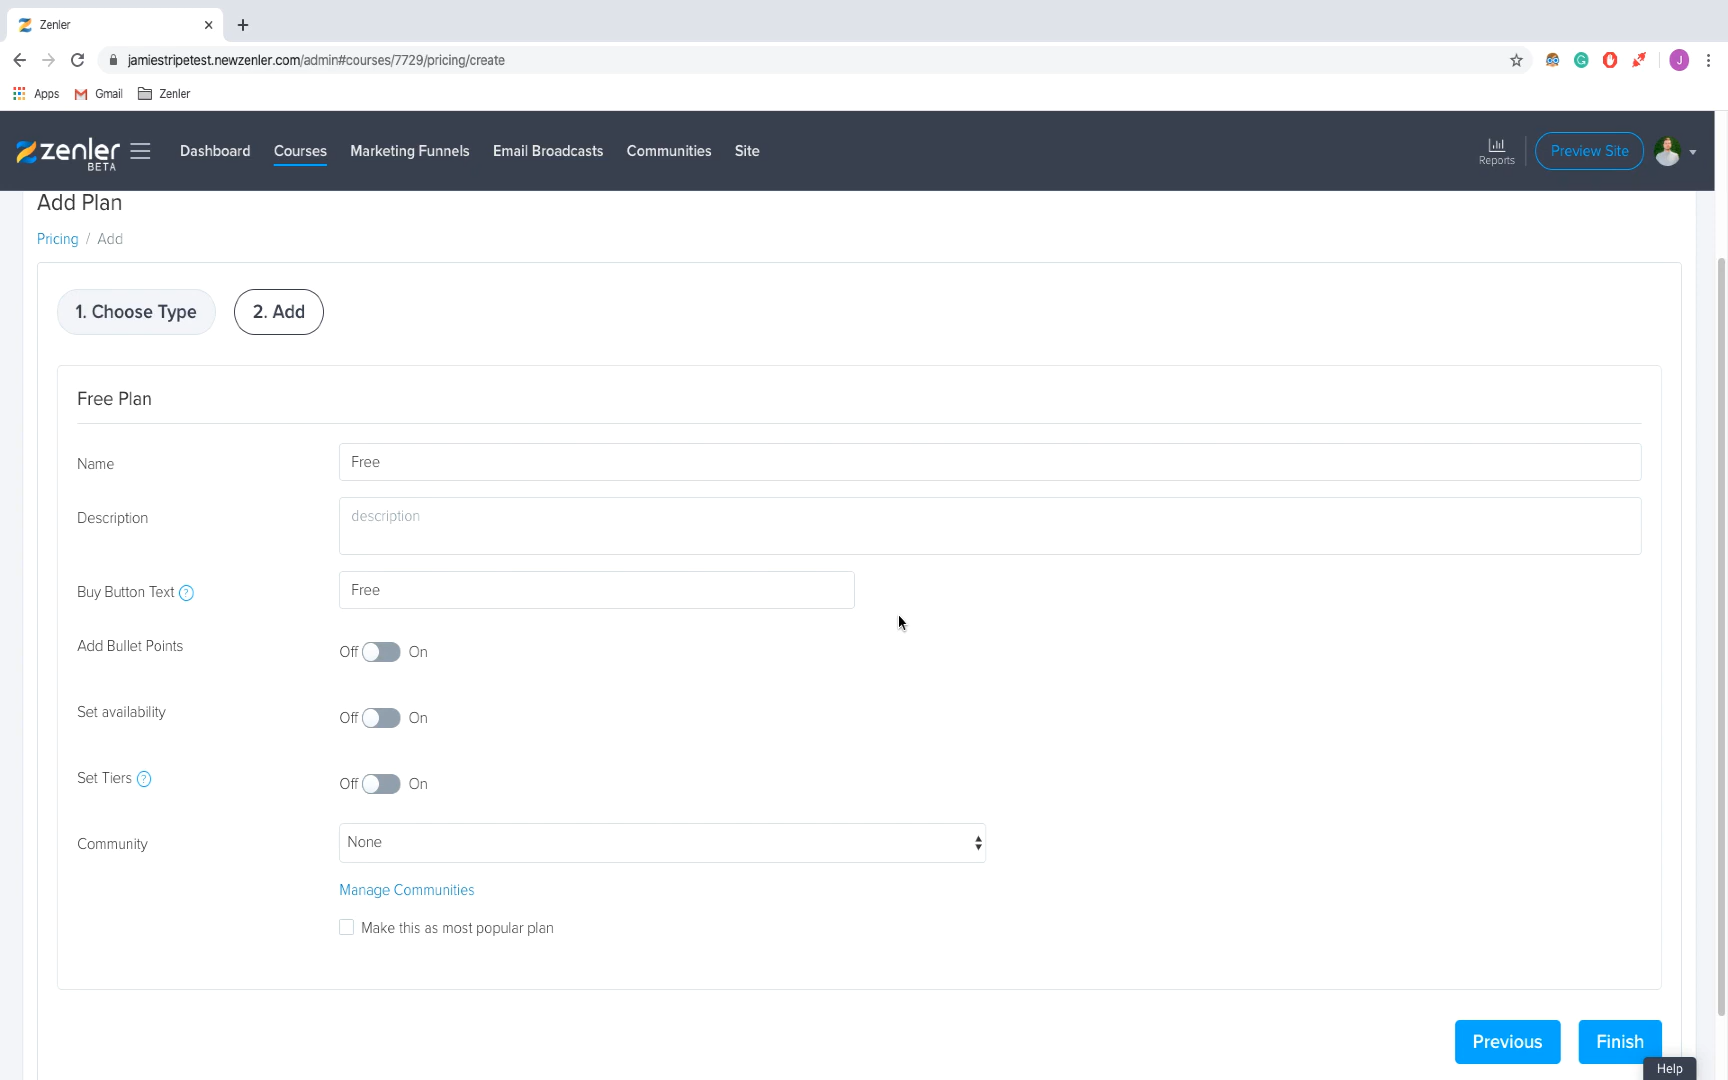 Zenler
jamiestripetest.newzenler.com/admin#courses/7729/pricing/create
J
Apps Gmail Zenler
zenler BETA Dashboard Courses Marketing Funnels Email Broadcasts Communities Site Reports Preview Site
Add Plan
Pricing / Add
1. Choose Type 2. Add
Free Plan
Name Free
Description description
Buy Button Text ? Free
Add Bullet Points Off On
Set availability Off On
Set Tiers ? Off On
Community None
Manage Communities
Make this as most popular plan
Previous Finish
Help